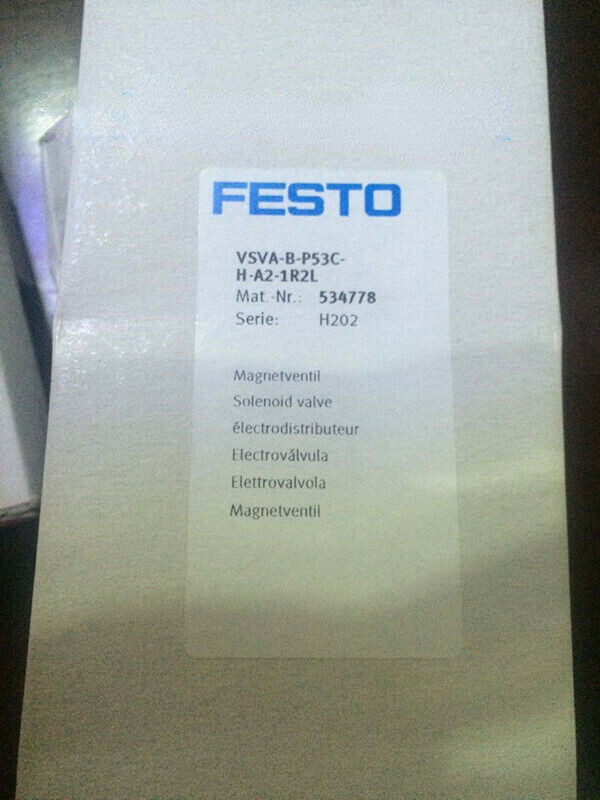 FESTO
VSVA-B-P53C-
H-A2-1R2L
Mat.-Nr.: 534778
Serie: H202
Magnetventil
Solenoid valve
électrodistributeur
Electroválvula
Elettrovalvola
Magnetventil